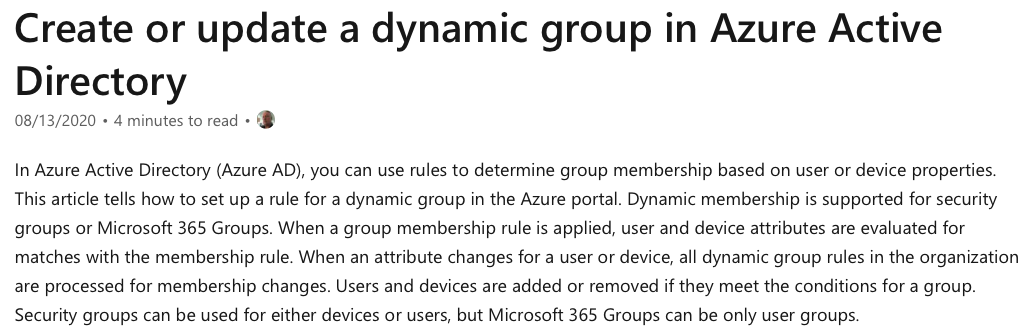 Create or update a dynamic group in Azure Active
Directory
08/13/2020 • 4 minutes to read •
In Azure Active Directory (Azure AD), you can use rules to determine group membership based on user or device properties.
This article tells how to set up a rule for a dynamic group in the Azure portal. Dynamic membership is supported for security
groups or Microsoft 365 Groups. When a group membership rule is applied, user and device attributes are evaluated for
matches with the membership rule. When an attribute changes for a user or device, all dynamic group rules in the organization
are processed for membership changes. Users and devices are added or removed if they meet the conditions for a group.
Security groups can be used for either devices or users, but Microsoft 365 Groups can be only user groups.